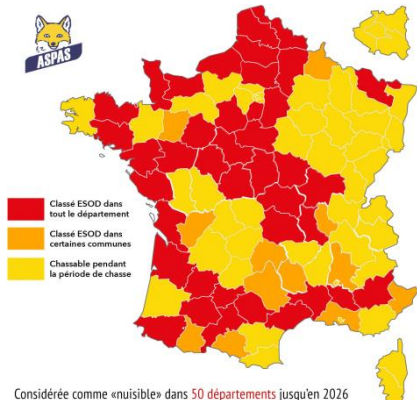 ASPAS
Classé ESOD dans
tout le département
Classé ESOD dans
certaines communes
Chassable pendant
la période de chasse
Considérée comme «nuisible» dans 50 départements jusqu'en 2026